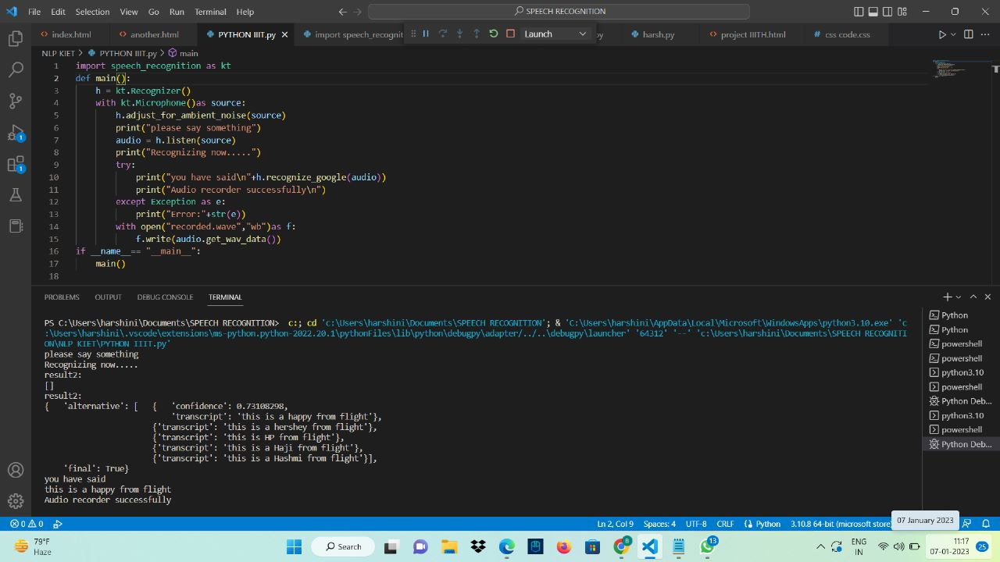 File Edit Selection View Go Run Terminal Help
SPEECH RECOGNITION
index.html another.html PYTHON IIIT.py import speech_recognit Launch py harsh.py project IIITH.html css code.css
NLP KIET > PYTHON IIIT.py > main
1 import speech_recognition as kt
2 def main():
3 h = kt.Recognizer()
4 with kt.Microphone()as source:
5 h.adjust_for_ambient_noise(source)
6 print("please say something")
7 audio = h.listen(source)
8 print("Recognizing now.....")
9 try:
10 print("you have said\n"+h.recognize_google(audio))
11 print("Audio recorder successfully\n")
12 except Exception as e:
13 print("Error:"+str(e))
14 with open("recorded.wave","wb")as f:
15 f.write(audio.get_wav_data())
16 if __name__== "__main__":
17 main()
18
PROBLEMS OUTPUT DEBUG CONSOLE TERMINAL
PS C:\Users\harshini\Documents\SPEECH RECOGNITION> c:; cd 'c:\Users\harshini\Documents\SPEECH RECOGNITION'; & 'C:\Users\harshini\AppData\Local\Microsoft\WindowsApps\python3.10.exe' 'c
:\Users\harshini\.vscode\extensions\ms-python.python-2022.20.1\pythonFiles\lib\python\debugpy\adapter/../..\debugpy\launcher' '64312' '--' 'c:\Users\harshini\Documents\SPEECH RECOGNITI
ON\NLP KIET\PYTHON IIIT.py'
please say something
Recognizing now.....
result2:
[]
result2:
{ 'alternative': [ { 'confidence': 0.73108298,
'transcript': 'this is a happy from flight'},
{'transcript': 'this is a hershey from flight'},
{'transcript': 'this is HP from flight'},
{'transcript': 'this is a Haji from flight'},
{'transcript': 'this is a Hashmi from flight'}],
'final': True}
you have said
this is a happy from flight
Audio recorder successfully
Python
Python
powershell
powershell
python3.10
powershell
Python Deb...
python3.10
powershell
Python Deb...
1
1
0 0 Ln 2, Col 9 Spaces: 4 UTF-8 CRLF Python 3.10.8 64-bit (microsoft store)
07 January 2023
79°F
Haze
Search
8
13
ENG
IN
11:17
07-01-2023
25